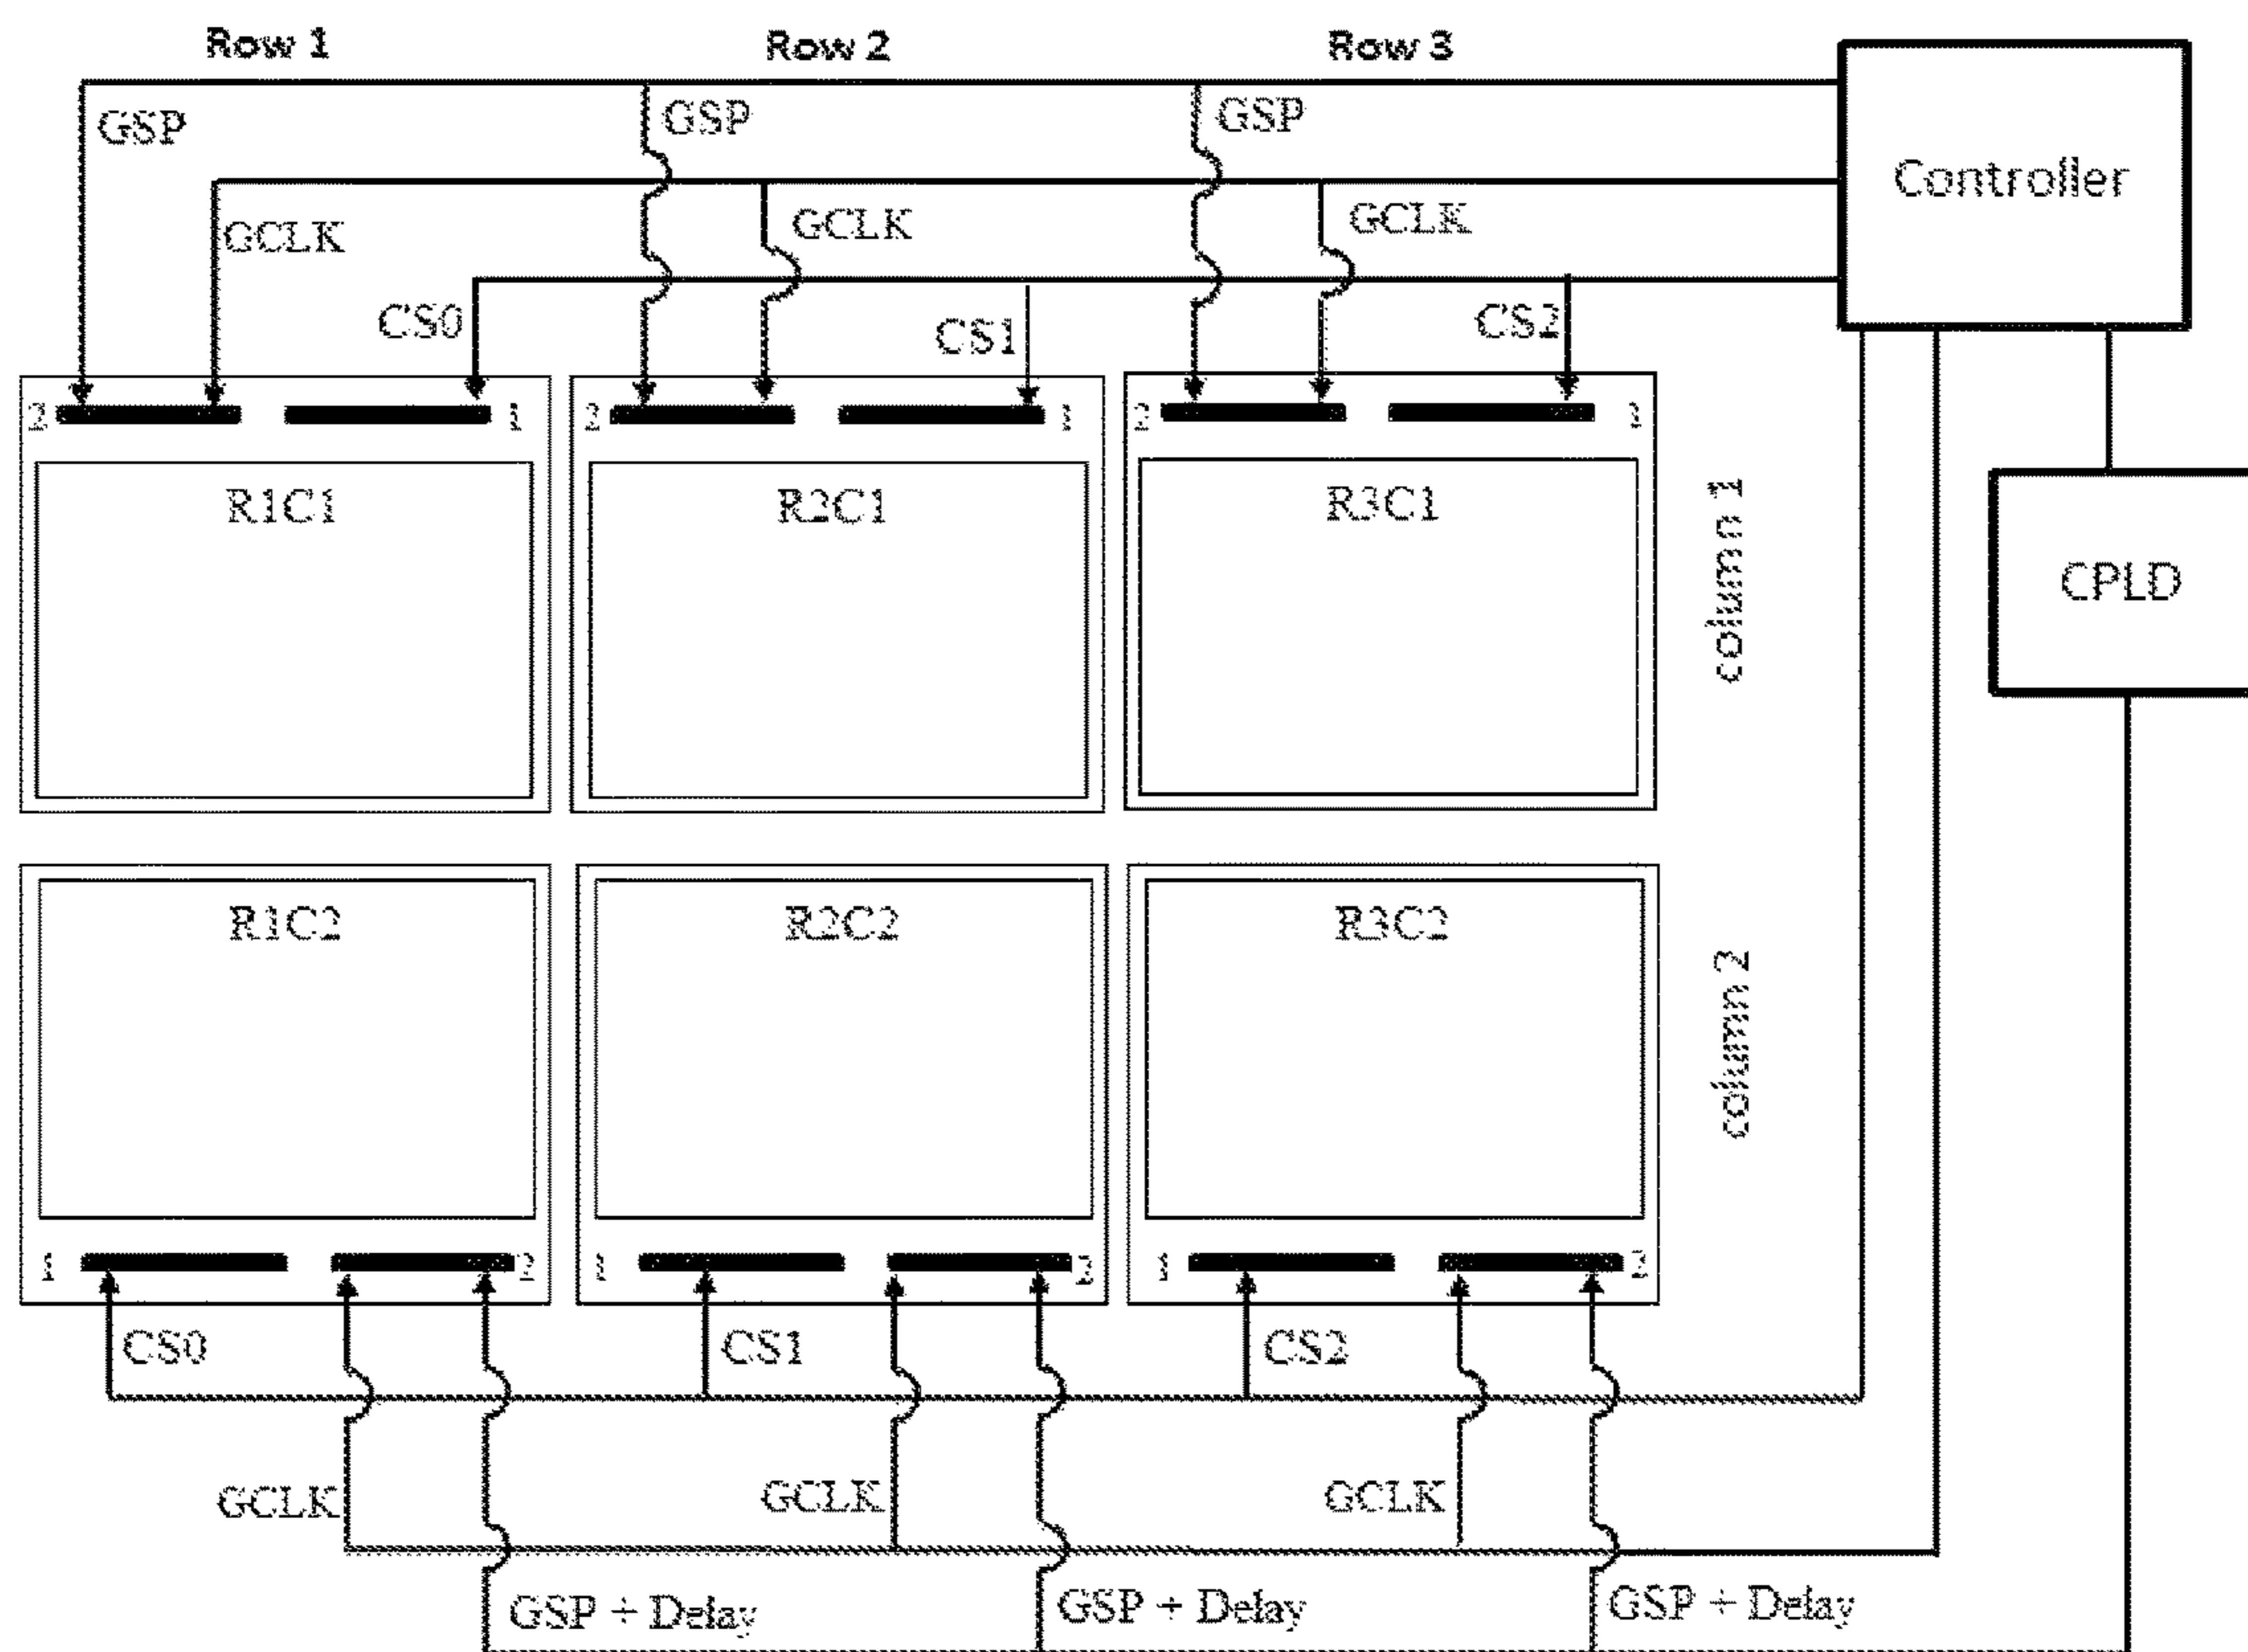 Row 1
Row 2
Row 3
GSP
GSP
GSP
Controller
GCLK
GCLK
GCLK
CS0
CS1
CS2
2
1
2
1
2
1
R1C1
R2C1
R3C1
column 1
CPLD
R1C2
R2C2
R3C2
column 2
1
2
1
2
1
2
CS0
CS1
CS2
GCLK
GCLK
GCLK
GSP + Delay
GSP + Delay
GSP + Delay